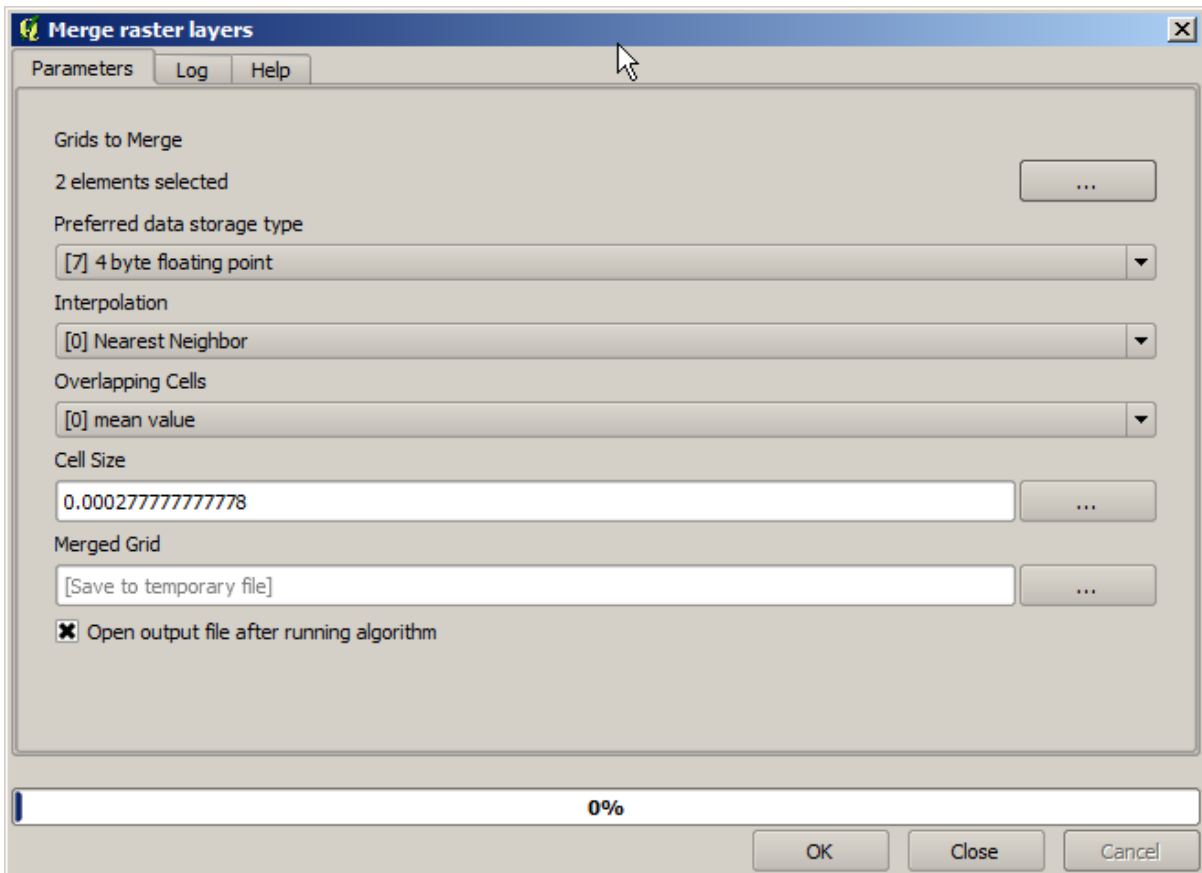 Merge raster layers
Parameters Log Help
Grids to Merge
2 elements selected ...
Preferred data storage type
[7] 4 byte floating point
Interpolation
[0] Nearest Neighbor
Overlapping Cells
[0] mean value
Cell Size
0.000277777777778 ...
Merged Grid
[Save to temporary file] ...
Open output file after running algorithm
0%
OK Close Cancel